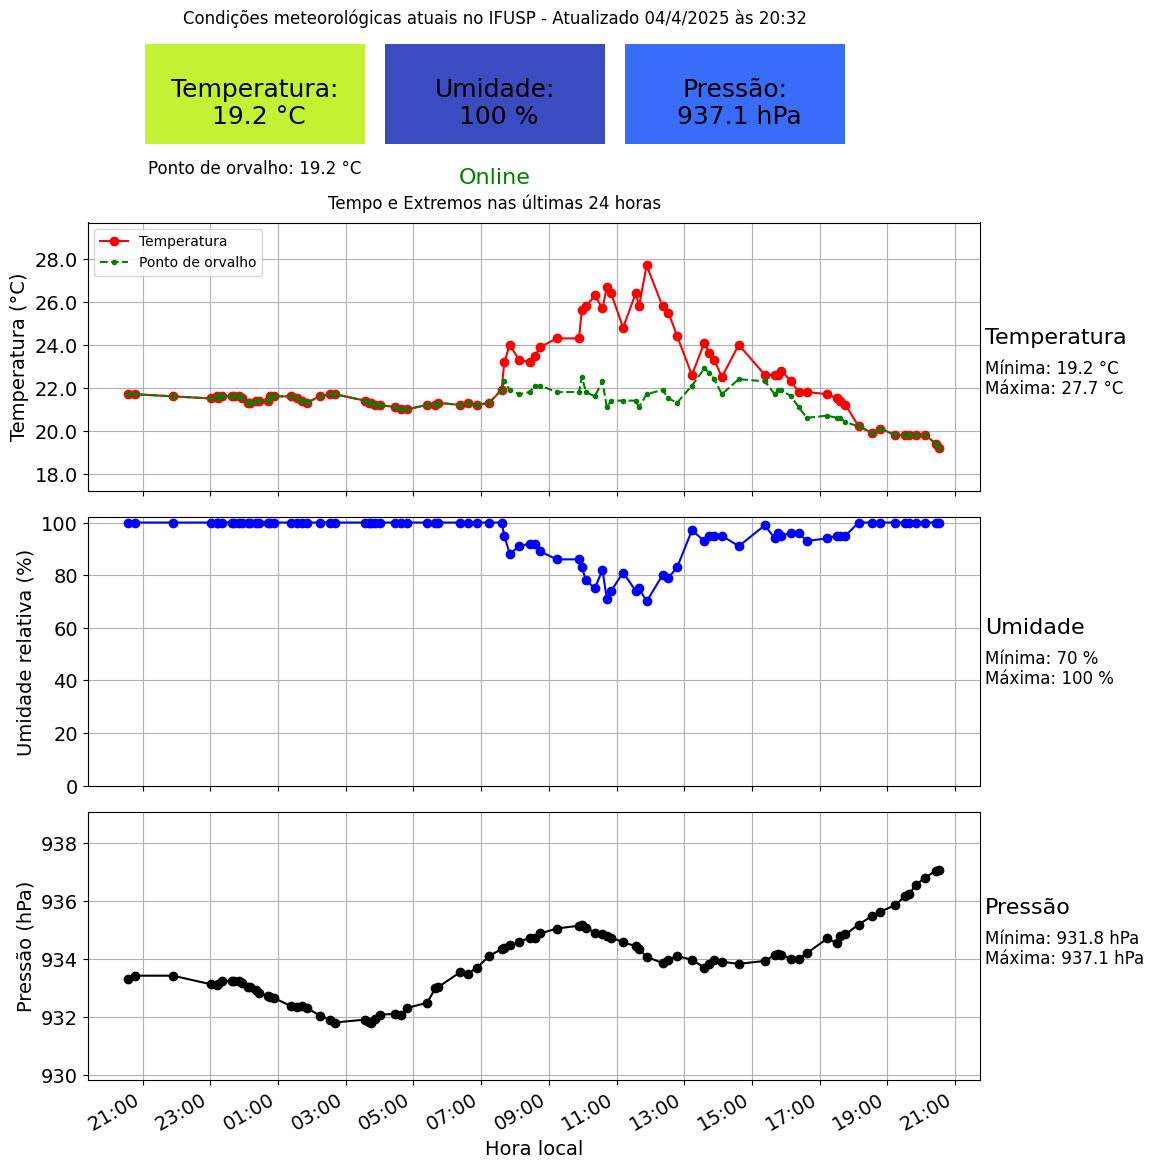 Condições meteorológicas atuais no IFUSP - Atualizado 04/4/2025 às 20:32
Temperatura:
19.2 °C
Umidade:
100 %
Pressão:
937.1 hPa
Ponto de orvalho: 19.2 °C
Online
Tempo e Extremos nas últimas 24 horas
Temperatura (°C)
28.0
26.0
24.0
22.0
20.0
18.0
Temperatura
Ponto de orvalho
Temperatura
Mínima: 19.2 °C
Máxima: 27.7 °C
Umidade relativa (%)
100
80
60
40
20
0
Umidade
Mínima: 70 %
Máxima: 100 %
Pressão (hPa)
938
936
934
932
930
Pressão
Mínima: 931.8 hPa
Máxima: 937.1 hPa
21:00
23:00
01:00
03:00
05:00
07:00
09:00
11:00
13:00
15:00
17:00
19:00
21:00
Hora local